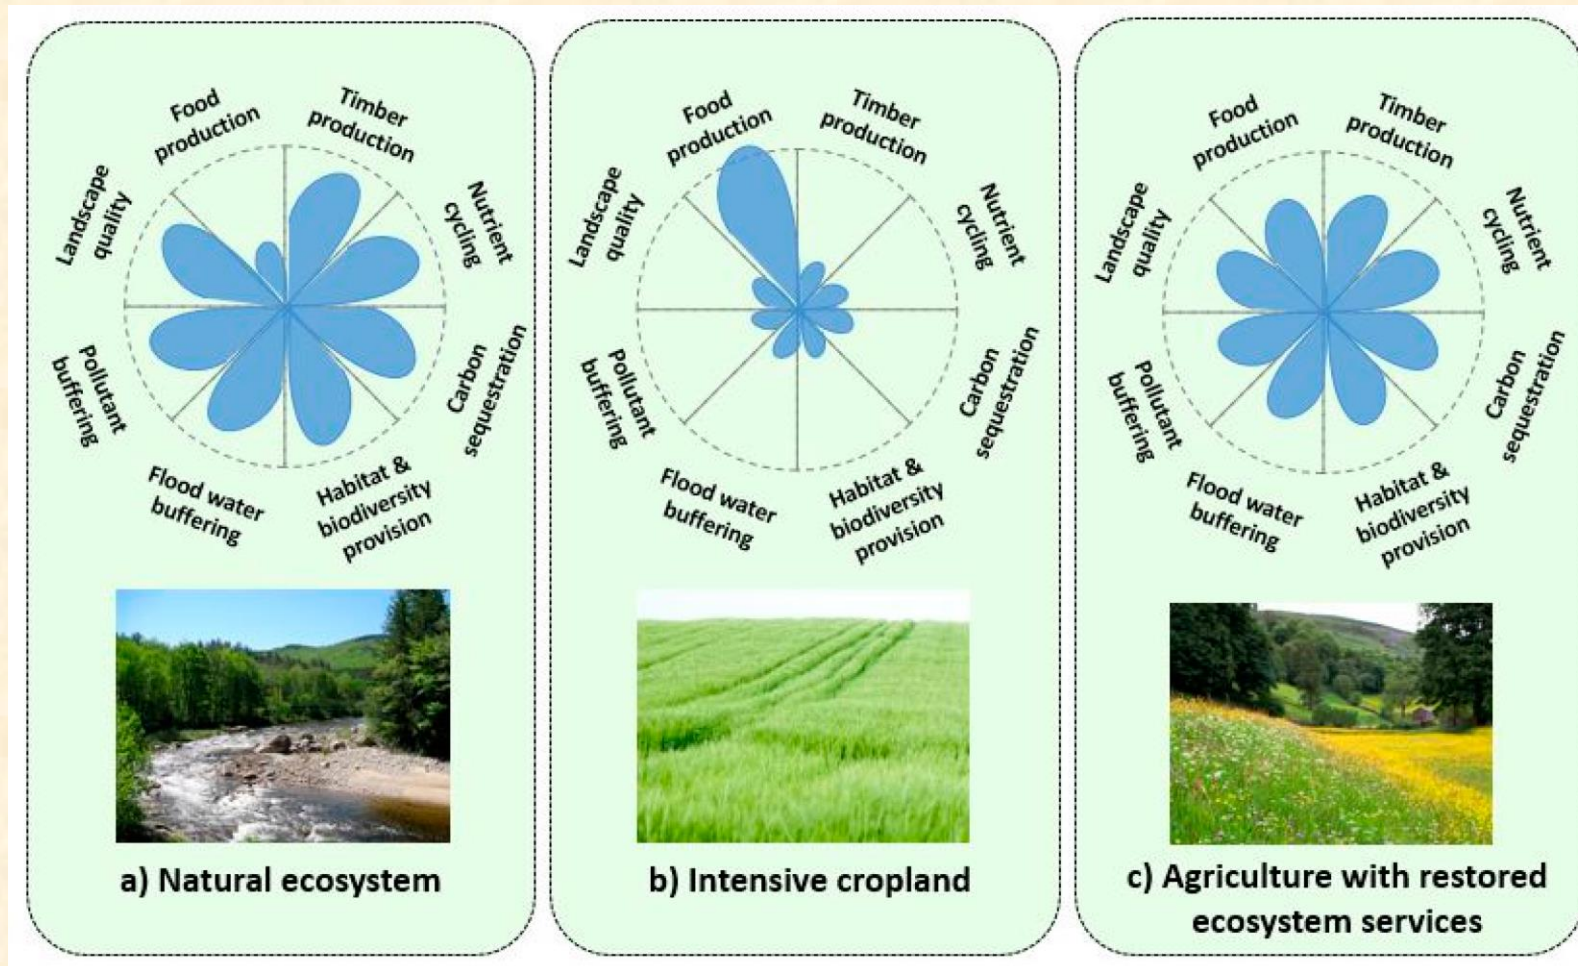 Food
production
Timber
production
Landscape
quality
Nutrient
cycling
Pollutant
buffering
Carbon
sequestration
Flood water
buffering
Habitat &
biodiversity
provision
a) Natural ecosystem
Food
production
Timber
production
Landscape
quality
Nutrient
cycling
Pollutant
buffering
Carbon
sequestration
Flood water
buffering
Habitat &
biodiversity
provision
b) Intensive cropland
Food
production
Timber
production
Landscape
quality
Nutrient
cycling
Pollutant
buffering
Carbon
sequestration
Flood water
buffering
Habitat &
biodiversity
provision
c) Agriculture with restored
ecosystem services